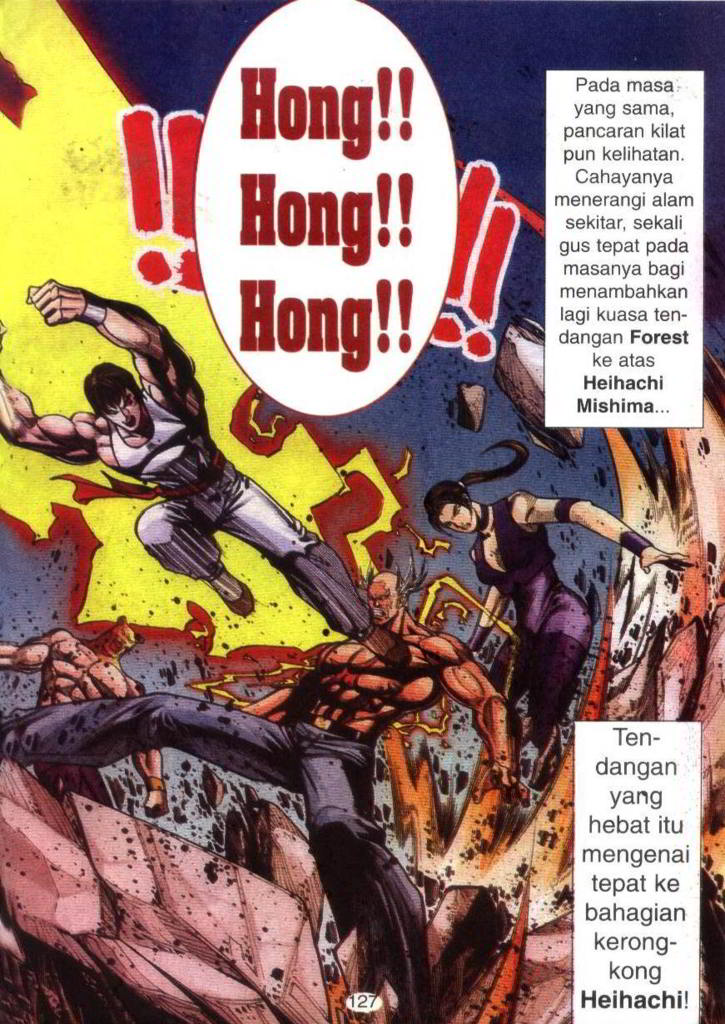 Hong!!
Hong!!
Hong!!
!!
!!
Pada masa
yang sama,
pancaran kilat
pun kelihatan.
Cahayanya
menerangi alam
sekitar, sekali
gus tepat pada
masanya bagi
menambahkan
lagi kuasa ten-
dangan Forest
ke atas
Heihachi
Mishima...
Ten-
dangan
yang
hebat itu
mengenai
tepat ke
bahagian
kerong-
kong
Heihachi!
127